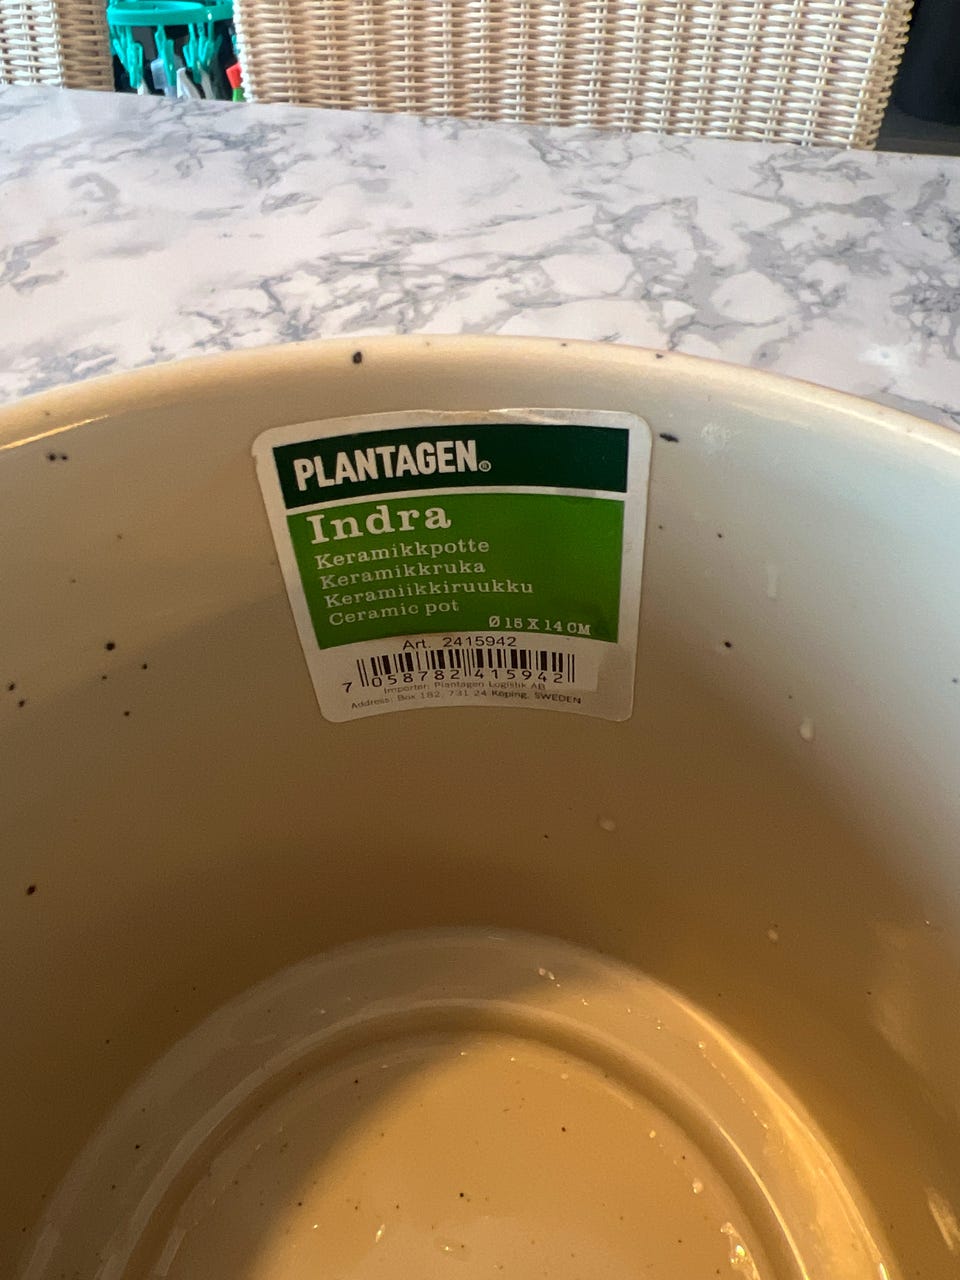 PLANTAGEN®
Indra
Keramikkpotte
Keramikkruka
Keramiikkiruukku
Ceramic pot
Ø 15 X 14 CM
Art. 2415942
7 058782 415942
Importer: Plantagen Logistik AB
Address: Box 182, 731 24 Köping, SWEDEN